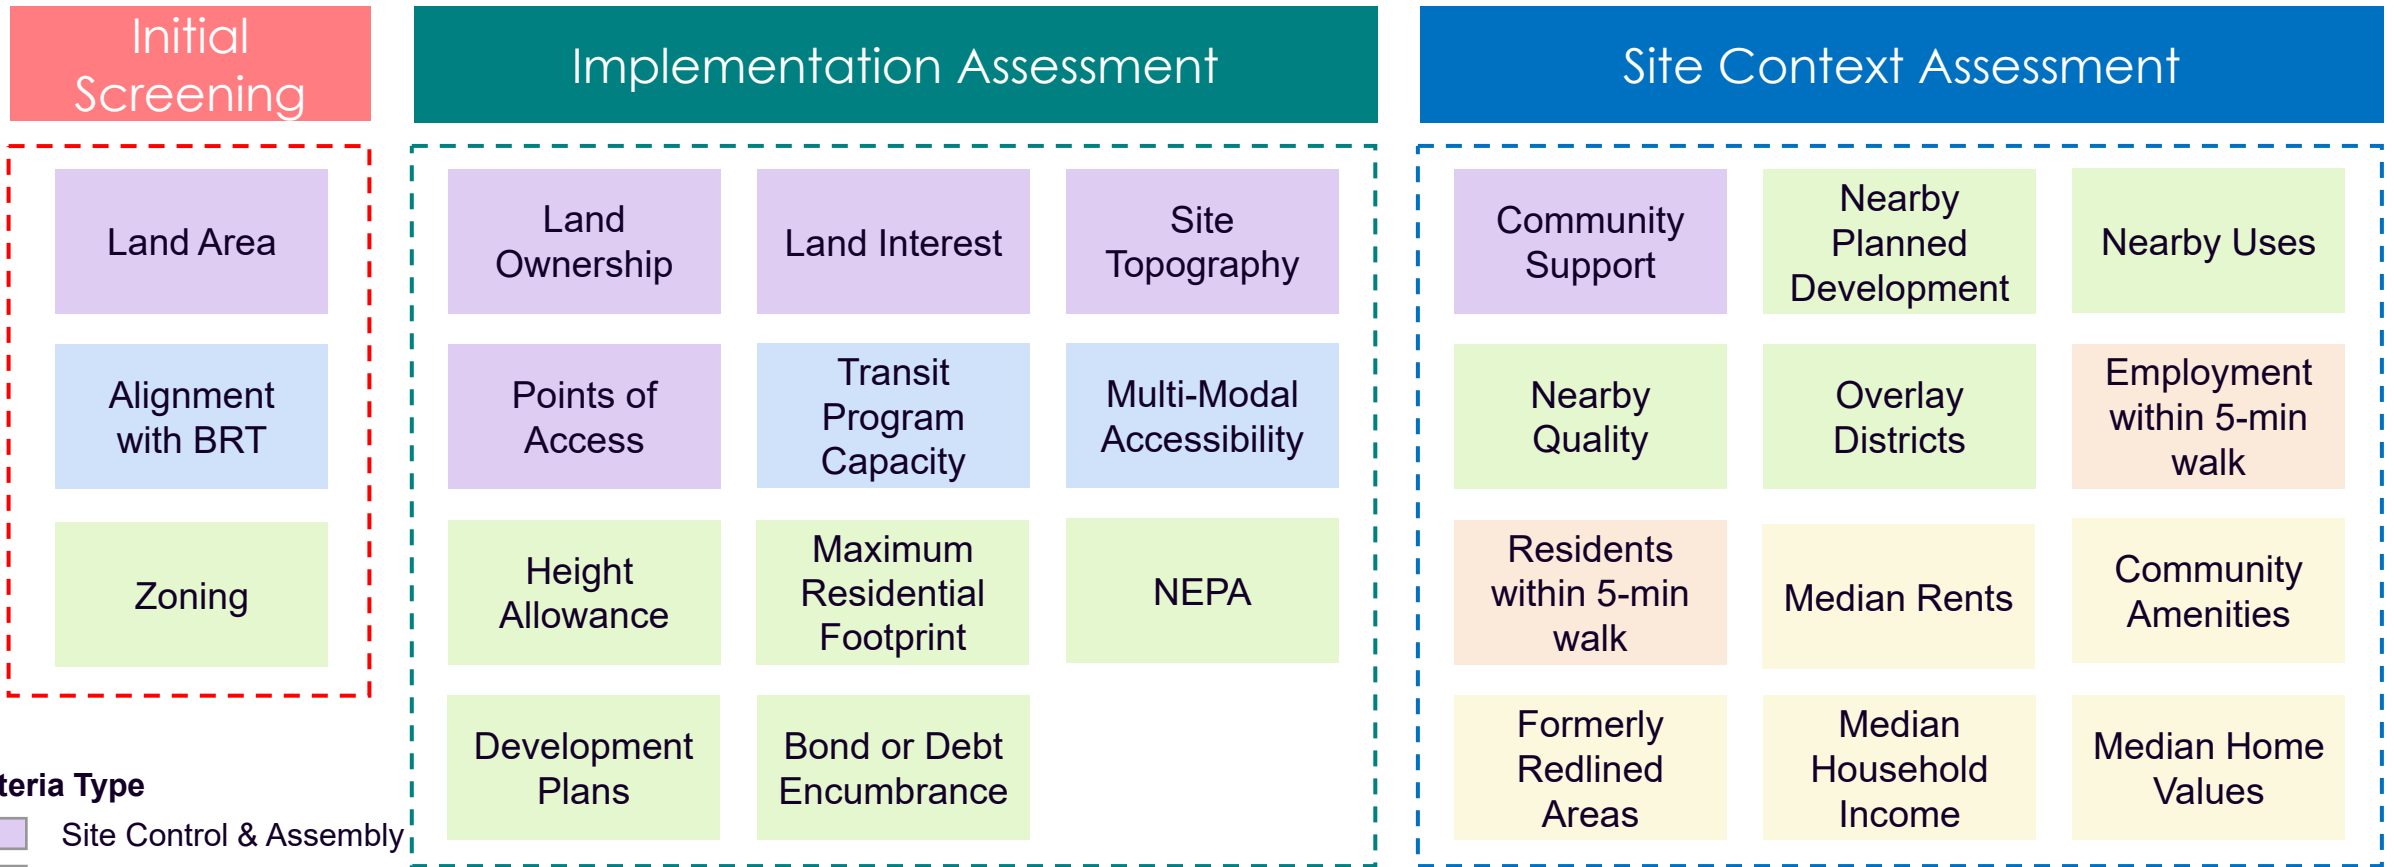 Initial
Screening
Implementation Assessment
Site Context Assessment
Land Area
Alignment
with BRT
Zoning
Land
Ownership
Land Interest
Site
Topography
Points of
Access
Transit
Program
Capacity
Multi-Modal
Accessibility
Height
Allowance
Maximum
Residential
Footprint
NEPA
Development
Plans
Bond or Debt
Encumbrance
Community
Support
Nearby
Planned
Development
Nearby Uses
Nearby
Quality
Overlay
Districts
Employment
within 5-min
walk
Residents
within 5-min
walk
Median Rents
Community
Amenities
Formerly
Redlined
Areas
Median
Household
Income
Median Home
Values
teria Type
Site Control & Assembly